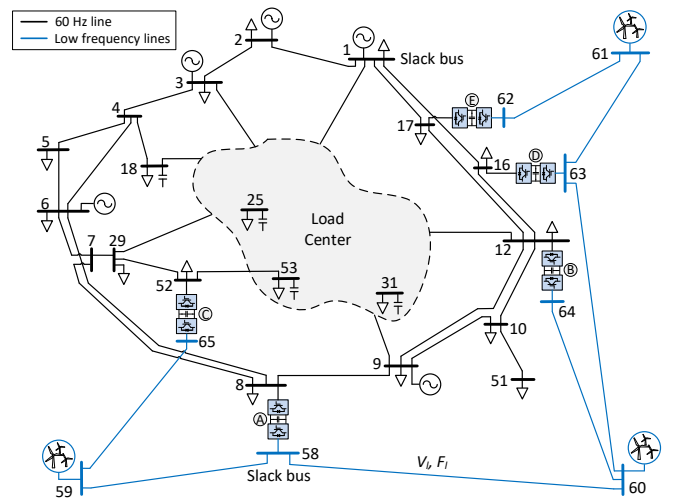 60 Hz line
Low frequency lines
2
1
Slack bus
61
3
E
62
4
17
5
18
16
D
63
25
6
Load
Center
7
29
12
B
52
53
31
64
C
65
10
9
51
8
A
58
Slack bus
Vl, Fl
59
60